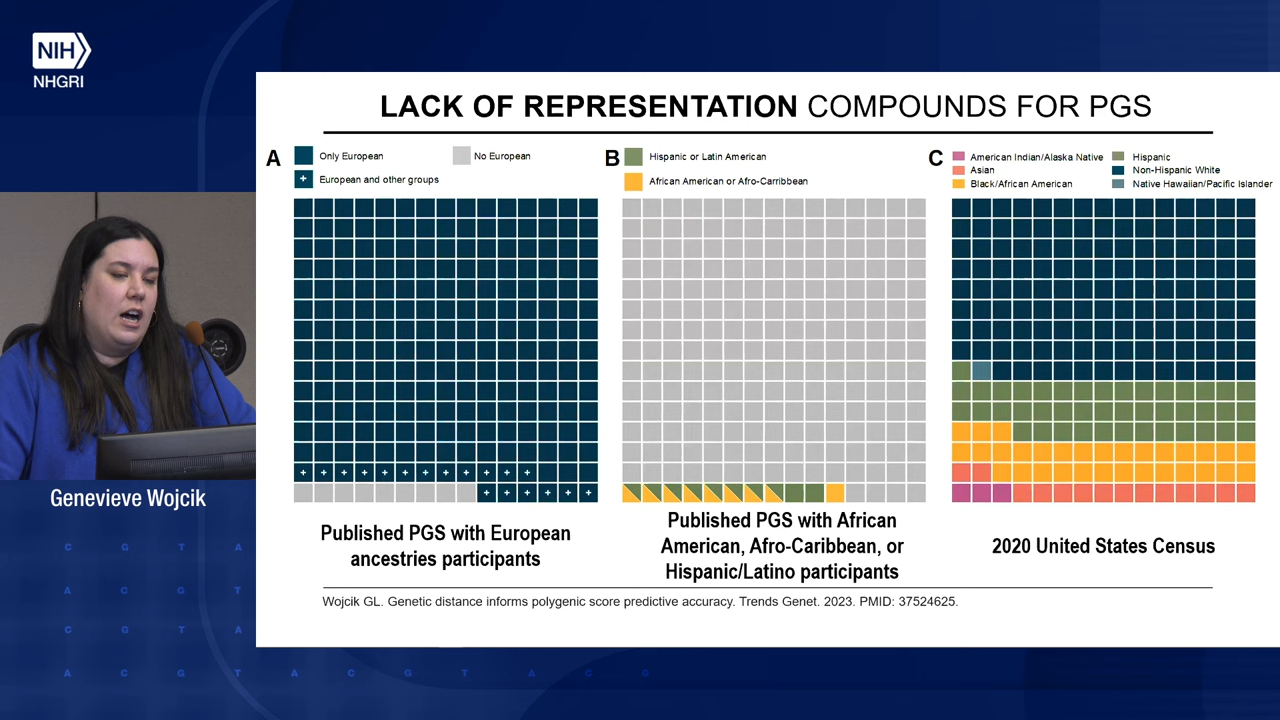 NIH
NHGRI
LACK OF REPRESENTATION COMPOUNDS FOR PGS
A
Only European
No European
+ European and other groups
B
Hispanic or Latin American
African American or Afro-Carribbean
C
American Indian/Alaska Native
Hispanic
Asian
Non-Hispanic White
Black/African American
Native Hawaiian/Pacific Islander
+ + + + + + + + + + + +
+ + + + + +
Published PGS with European
ancestries participants
Published PGS with African
American, Afro-Caribbean, or
Hispanic/Latino participants
2020 United States Census
Wojcik GL. Genetic distance informs polygenic score predictive accuracy. Trends Genet. 2023. PMID: 37524625.
Genevieve Wojcik
C G T A
A C G T
C G T A
A C G T A C G T A C G